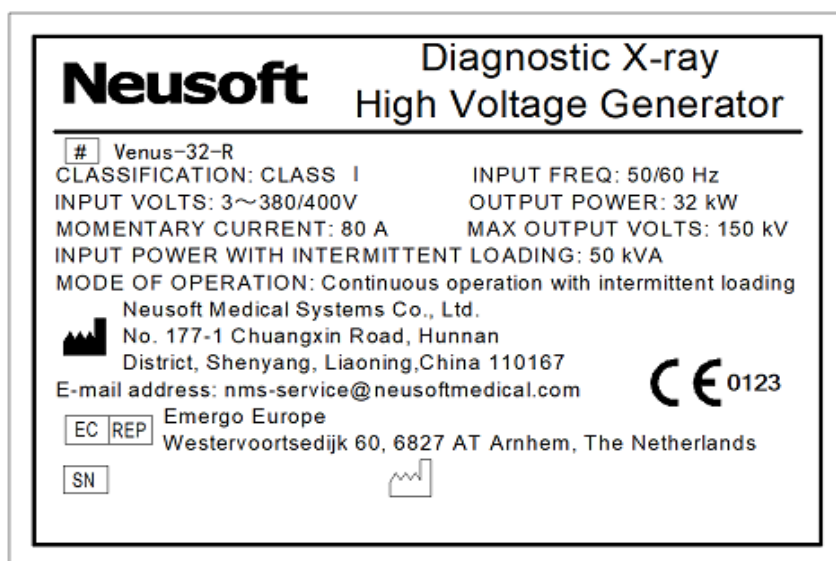 Neusoft
Diagnostic X-ray
High Voltage Generator
# Venus-32-R
CLASSIFICATION: CLASS I INPUT FREQ: 50/60 Hz
INPUT VOLTS: 3～380/400V OUTPUT POWER: 32 kW
MOMENTARY CURRENT: 80 A MAX OUTPUT VOLTS: 150 kV
INPUT POWER WITH INTERMITTENT LOADING: 50 kVA
MODE OF OPERATION: Continuous operation with intermittent loading
Neusoft Medical Systems Co., Ltd.
No. 177-1 Chuangxin Road, Hunnan
District, Shenyang, Liaoning,China 110167
E-mail address: nms-service@neusoftmedical.com
CE 0123
EC REP Emergo Europe
Westervoortsedijk 60, 6827 AT Arnhem, The Netherlands
SN